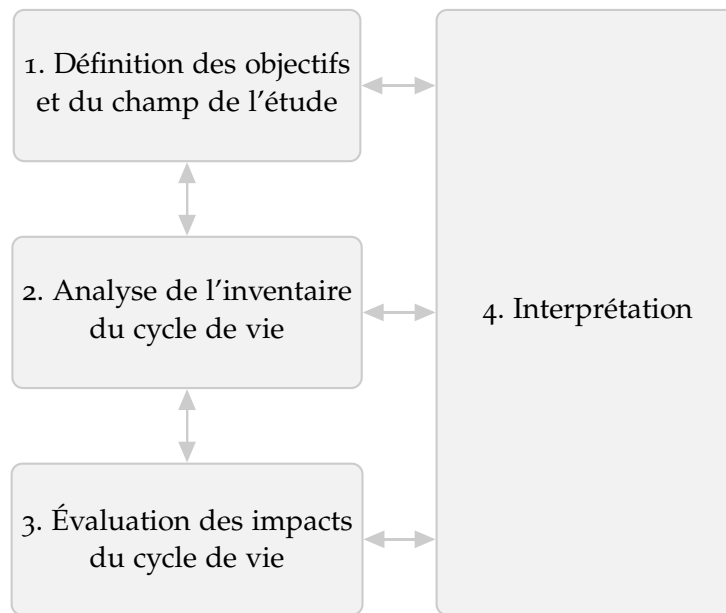 1. Définition des objectifs
et du champ de l’étude
2. Analyse de l’inventaire
du cycle de vie
3. Évaluation des impacts
du cycle de vie
4. Interprétation